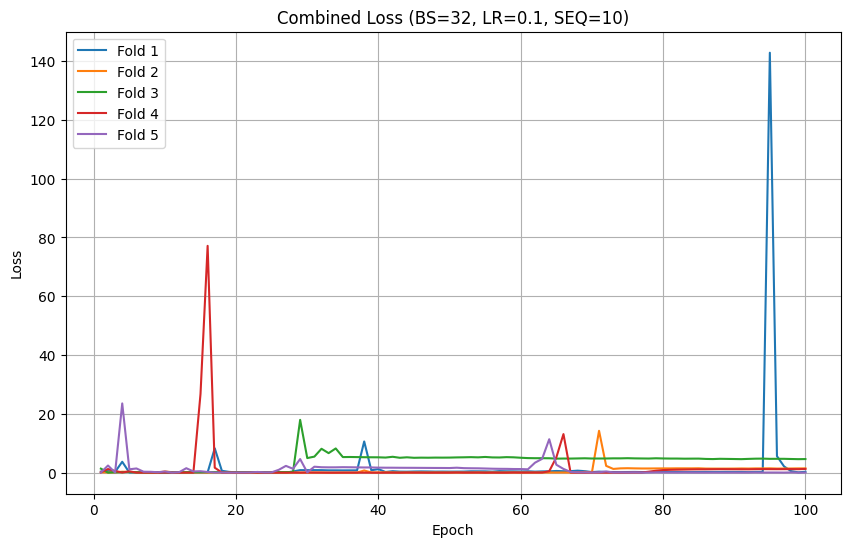 Combined Loss (BS=32, LR=0.1, SEQ=10)
Fold 1
Fold 2
Fold 3
Fold 4
Fold 5
140
120
100
80
60
40
20
0
Loss
0 20 40 60 80 100
Epoch